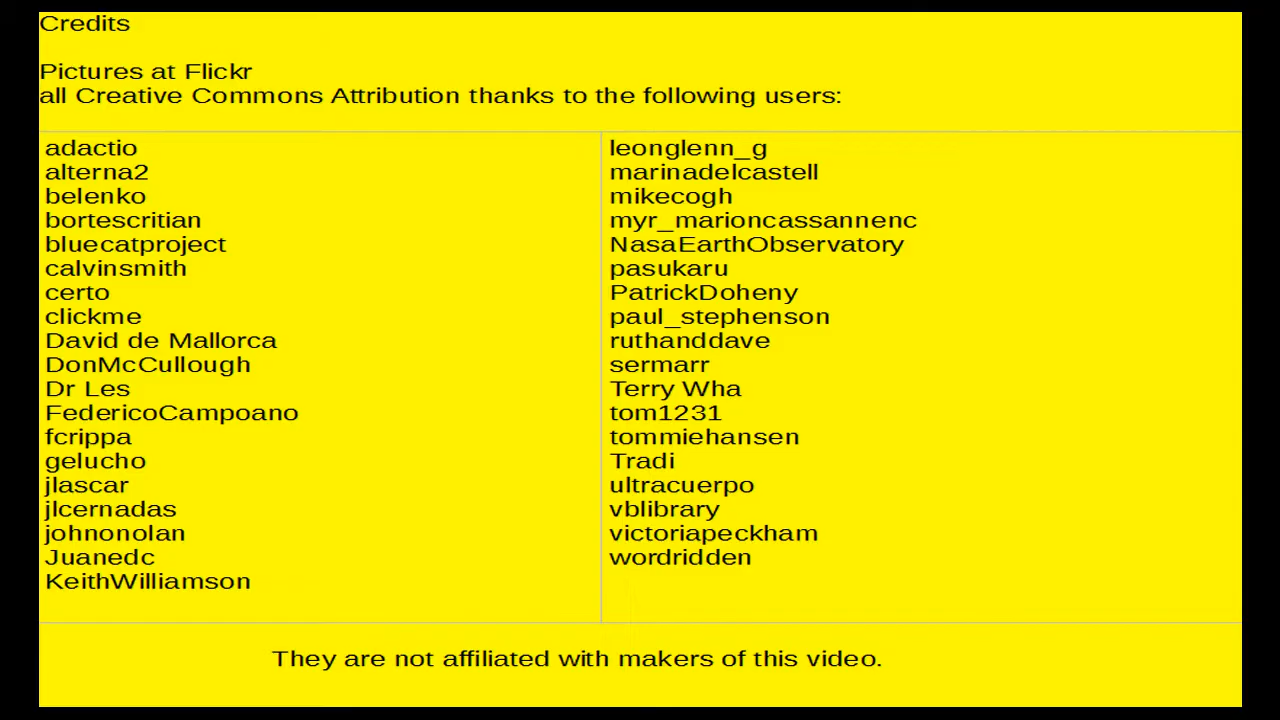 Credits
Pictures at Flickr
all Creative Commons Attribution thanks to the following users:
adactio
alterna2
belenko
bortescritian
bluecatproject
calvinsmith
certo
clickme
David de Mallorca
DonMcCullough
Dr Les
FedericoCampoano
fcrippa
gelucho
jlascar
jlcernadas
johnonolan
Juanedc
KeithWilliamson
leonglenn_g
marinadelcastell
mikecogh
myr_marioncassannenc
NasaEarthObservatory
pasukaru
PatrickDoheny
paul_stephenson
ruthanddave
sermarr
Terry Wha
tom1231
tommiehansen
Tradi
ultracuerpo
vblibrary
victoriapeckham
wordridden
They are not affiliated with makers of this video.